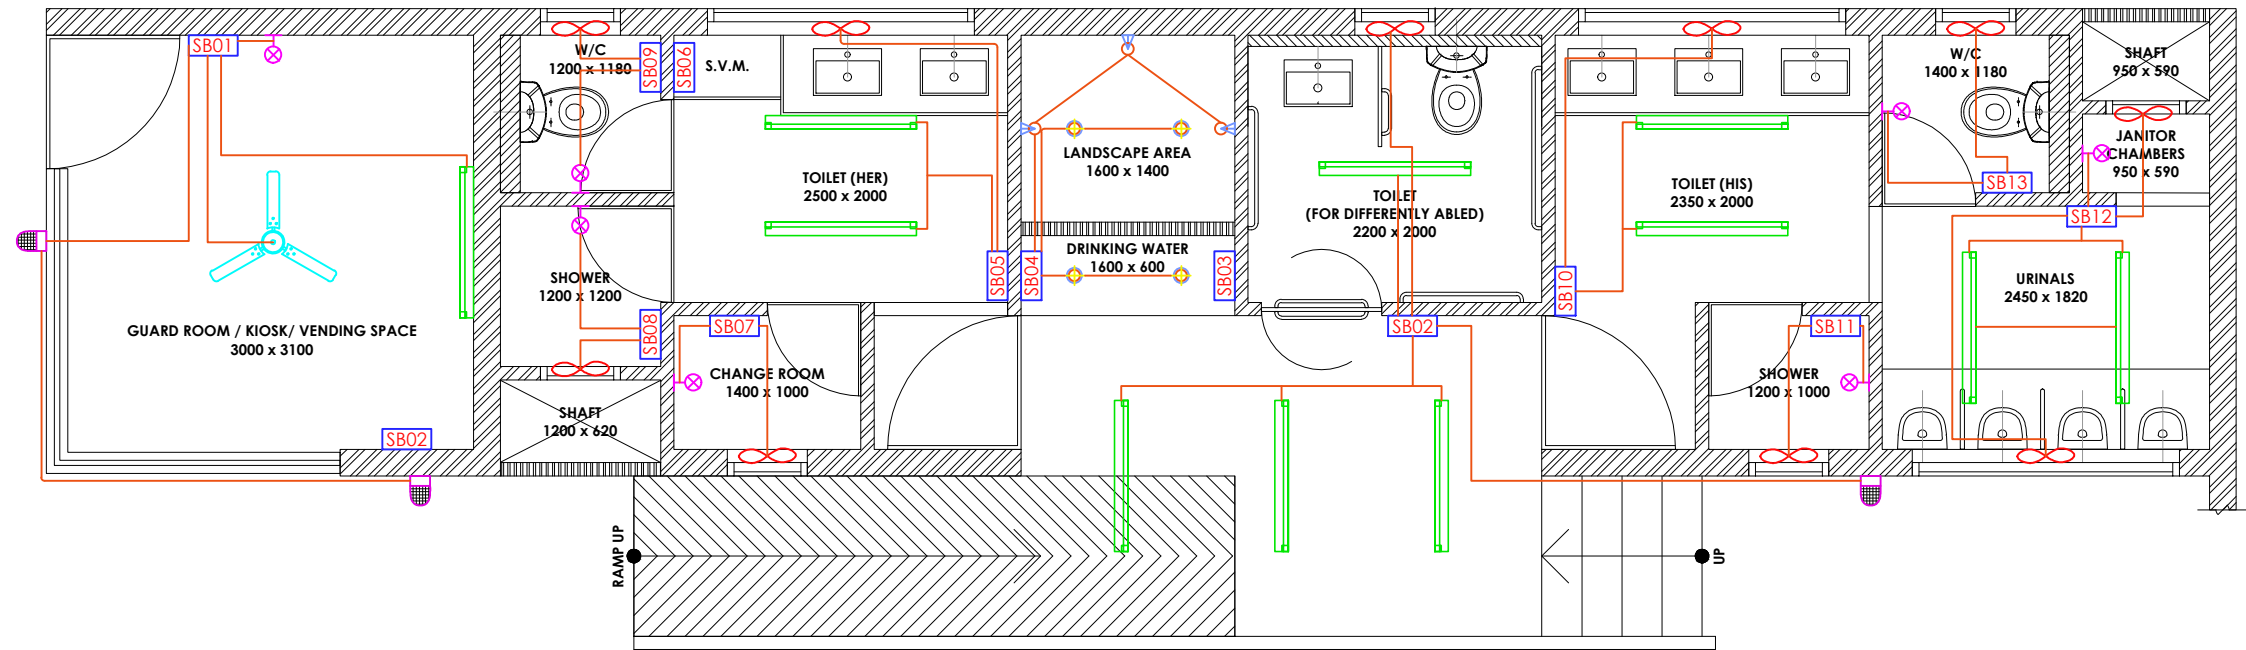 SB01
W/C
1200 x 1180
SB09
SB06
S.V.M.
W/C
1400 x 1180
SHAFT
950 x 590
JANITOR
CHAMBERS
950 x 590
LANDSCAPE AREA
1600 x 1400
TOILET (HER)
2500 x 2000
TOILET
(FOR DIFFERENTLY ABLED)
2200 x 2000
TOILET (HIS)
2350 x 2000
SB13
SB12
DRINKING WATER
1600 x 600
SB05
SB04
SB03
SB10
SHOWER
1200 x 1200
URINALS
2450 x 1820
GUARD ROOM / KIOSK/ VENDING SPACE
3000 x 3100
SB08
SB07
SB02
SB11
CHANGE ROOM
1400 x 1000
SHOWER
1200 x 1000
SHAFT
1200 x 620
SB02
RAMP UP
UP